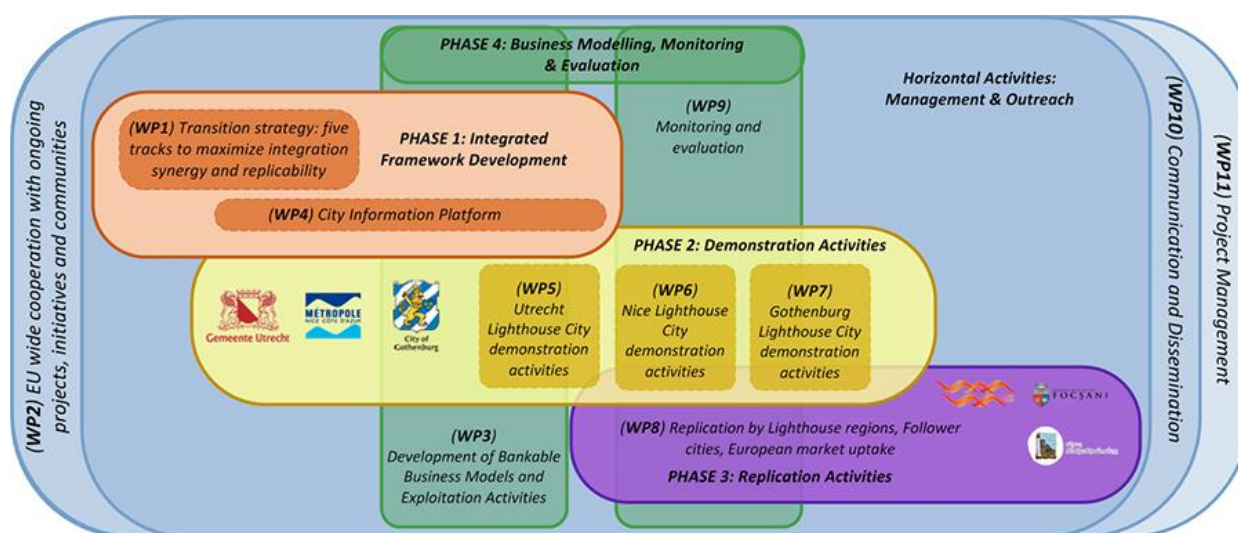 PHASE 4: Business Modelling, Monitoring
& Evaluation
Horizontal Activities:
Management & Outreach
(WP2) EU wide cooperation with ongoing
projects, initiatives and communities
(WP1) Transition strategy: five
tracks to maximize integration
synergy and replicability
PHASE 1: Integrated
Framework Development
(WP9)
Monitoring and
evaluation
(WP4) City Information Platform
(WP10) Communication and Dissemination
(WP11) Project Management
PHASE 2: Demonstration Activities
Gemeente Utrecht
MÉTROPOLE
NICE CÔTE D'AZUR
City of
Gothenburg
(WP5)
Utrecht
Lighthouse City
demonstration
activities
(WP6)
Nice Lighthouse
City
demonstration
activities
(WP7)
Gothenburg
Lighthouse City
demonstration
activities
FOCŞANI
(WP3)
Development of Bankable
Business Models and
Exploitation Activities
(WP8) Replication by Lighthouse regions, Follower
cities, European market uptake
PHASE 3: Replication Activities